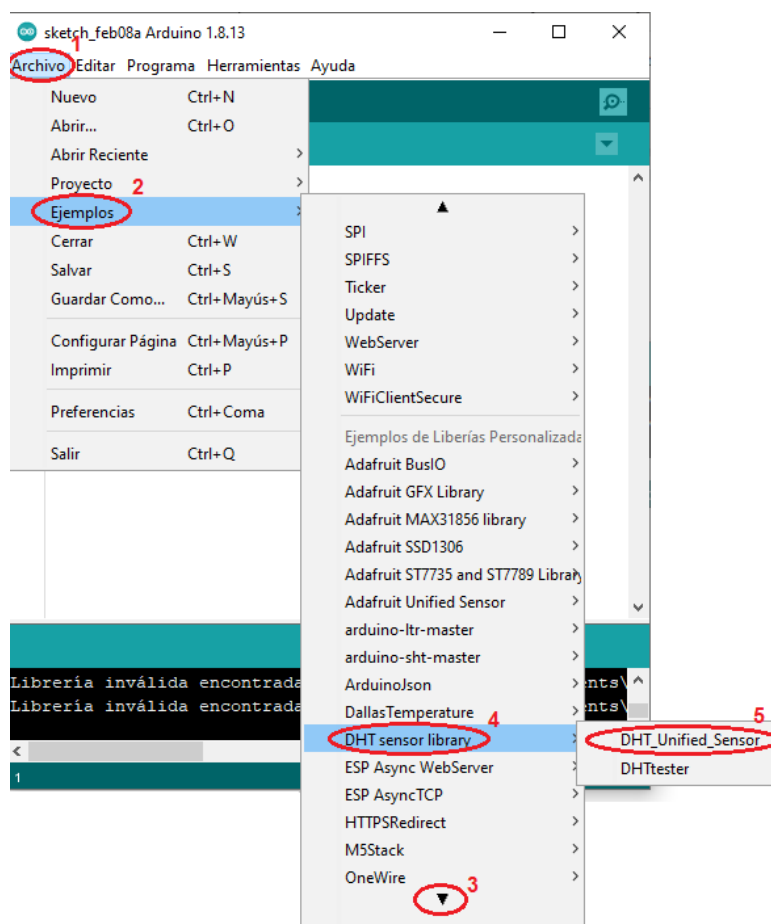 sketch_feb08a Arduino 1.8.13
1
Archivo Editar Programa Herramientas Ayuda
Nuevo Ctrl+N
Abrir... Ctrl+O
Abrir Reciente
Proyecto
2
Ejemplos
Cerrar Ctrl+W
Salvar Ctrl+S
Guardar Como... Ctrl+Mayús+S
Configurar Página Ctrl+Mayús+P
Imprimir Ctrl+P
Preferencias Ctrl+Coma
Salir Ctrl+Q
SPI
SPIFFS
Ticker
Update
WebServer
WiFi
WiFiClientSecure
Ejemplos de Liberías Personalizada
Adafruit BusIO
Adafruit GFX Library
Adafruit MAX31856 library
Adafruit SSD1306
Adafruit ST7735 and ST7789 Library
Adafruit Unified Sensor
arduino-ltr-master
arduino-sht-master
ArduinoJson
DallasTemperature
4
DHT sensor library
ESP Async WebServer
ESP AsyncTCP
HTTPSRedirect
M5Stack
OneWire
3
5
DHT_Unified_Sensor
DHTtester
Librería inválida encontrada nts\
Librería inválida encontrada nts\
1